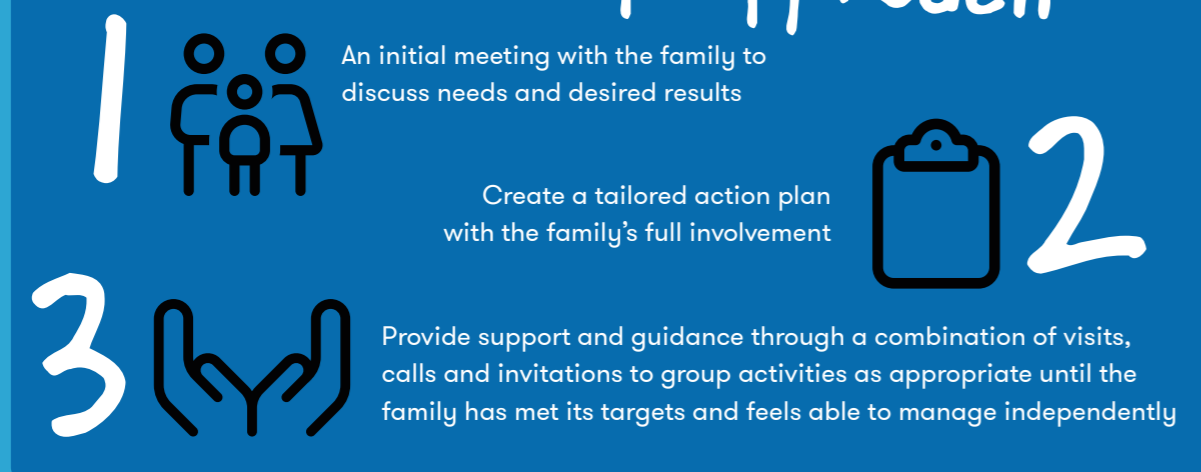 1
An initial meeting with the family to
discuss needs and desired results
2
Create a tailored action plan
with the family's full involvement
3
Provide support and guidance through a combination of visits,
calls and invitations to group activities as appropriate until the
family has met its targets and feels able to manage independently